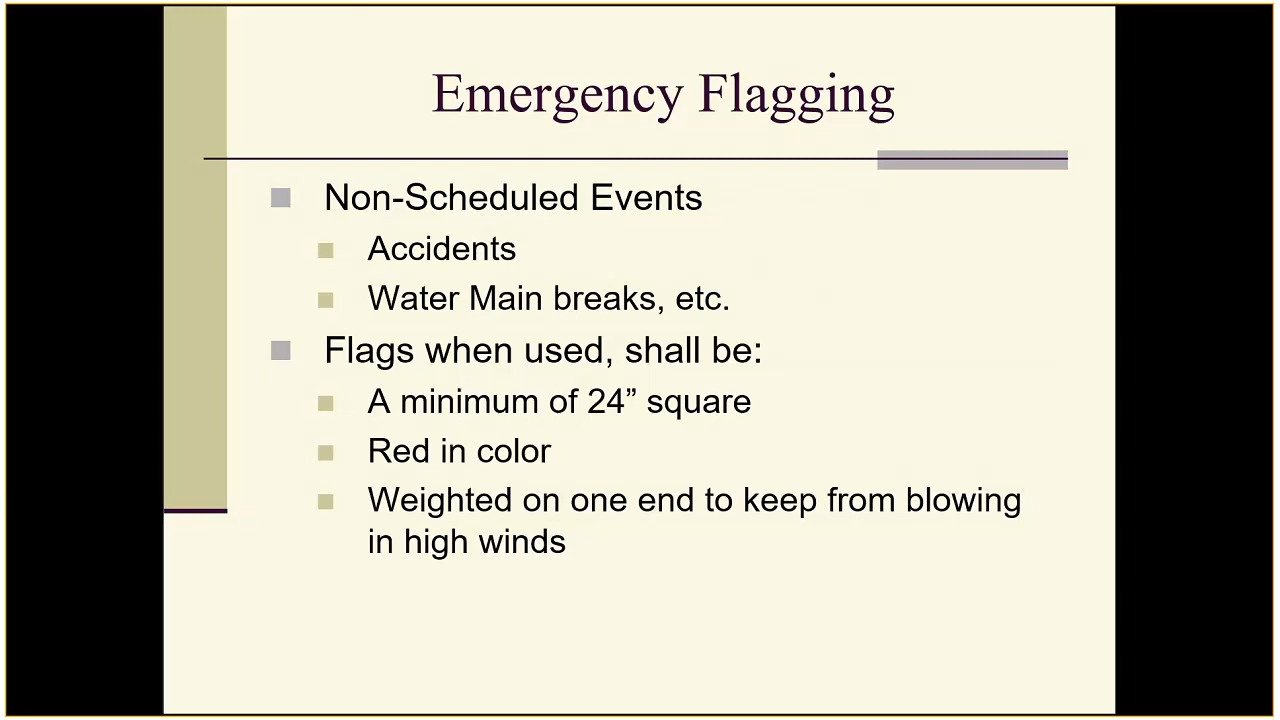 Emergency Flagging
Non-Scheduled Events
Accidents
Water Main breaks, etc.
Flags when used, shall be:
A minimum of 24” square
Red in color
Weighted on one end to keep from blowing
in high winds